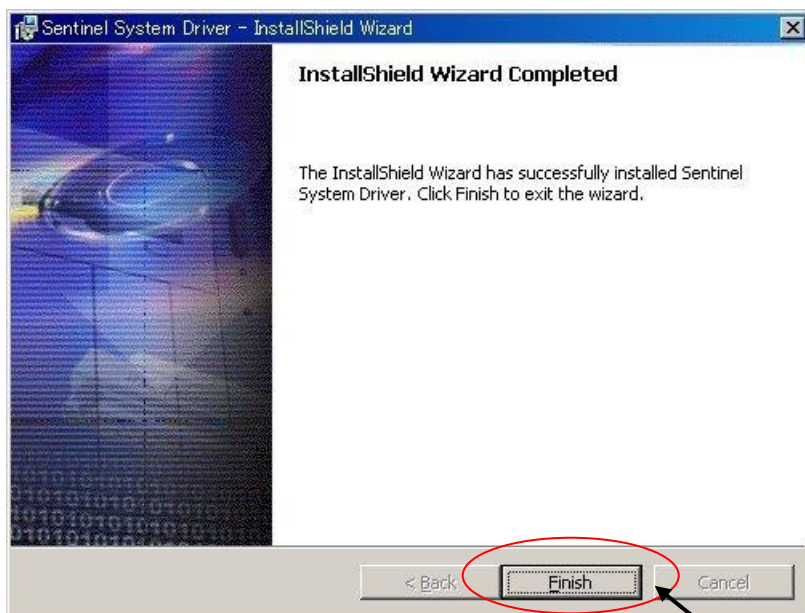 Sentinel System Driver - InstallShield Wizard
InstallShield Wizard Completed
The InstallShield Wizard has successfully installed Sentinel
System Driver. Click Finish to exit the wizard.
< Back
Finish
Cancel